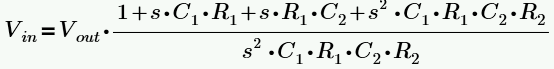 V_in = V_out · (1 + s·C_1·R_1 + s·R_1·C_2 + s^2·C_1·R_1·C_2·R_2) / (s^2·C_1·R_1·C_2·R_2)